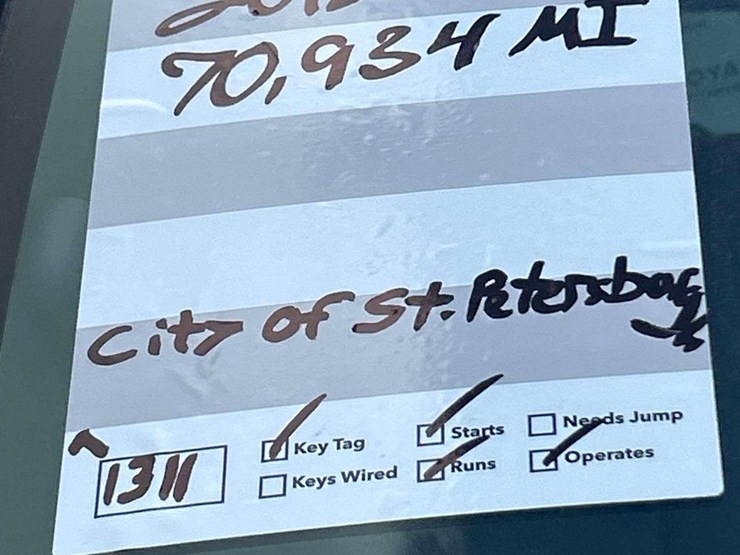 70,934 MI
City of St. Petersburg
1311
Key Tag
Starts
Needs Jump
Keys Wired
Runs
Operates